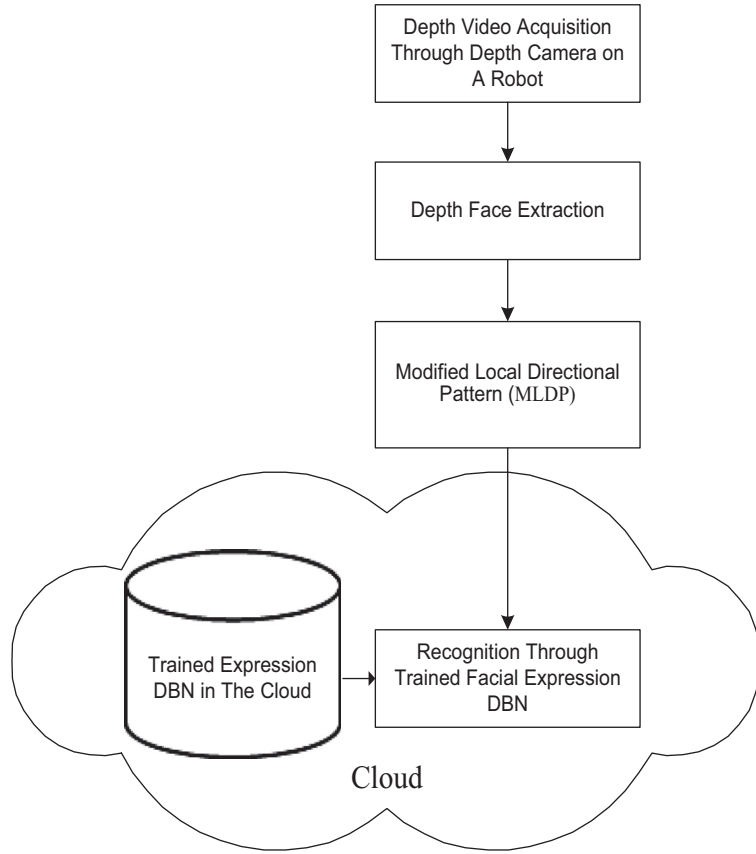 Depth Video Acquisition
Through Depth Camera on
A Robot
Depth Face Extraction
Modified Local Directional
Pattern (MLDP)
Trained Expression
DBN in The Cloud
Recognition Through
Trained Facial Expression
DBN
Cloud